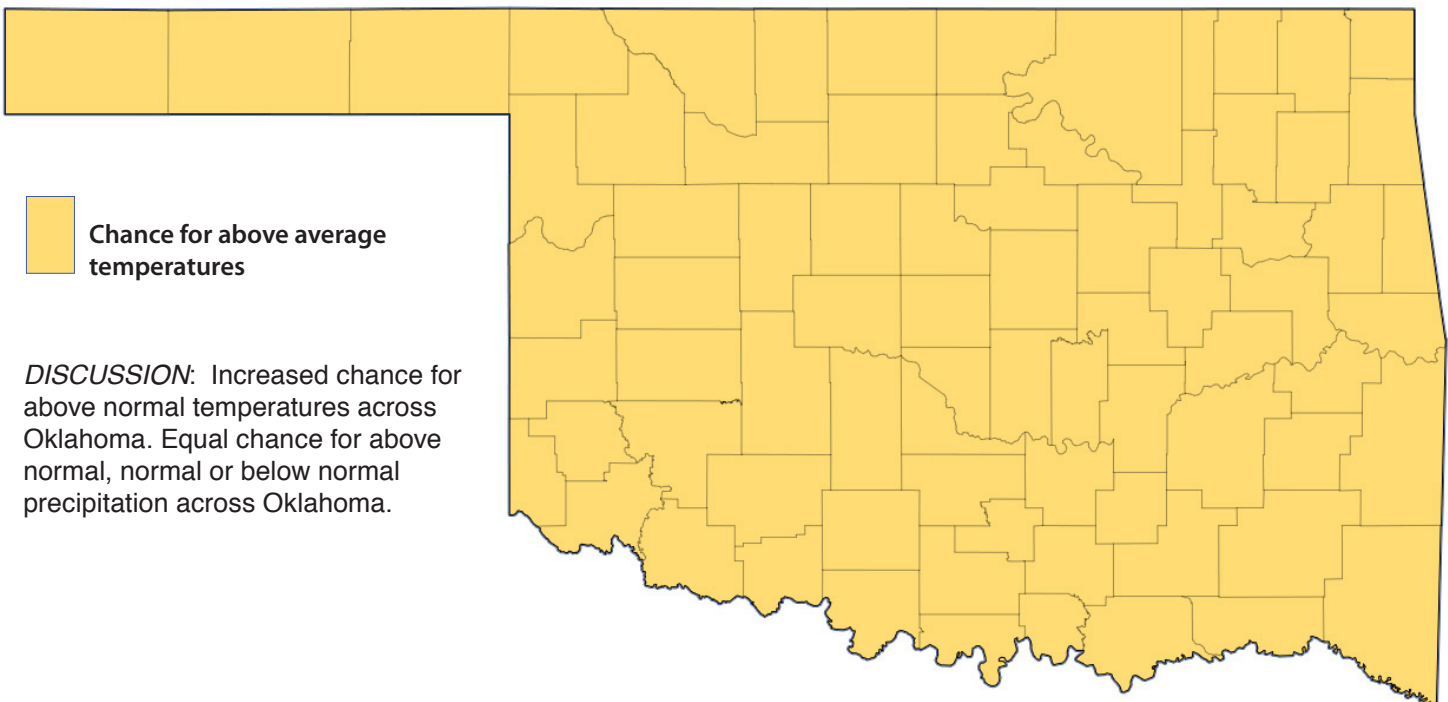 Chance for above average
temperatures
DISCUSSION:  Increased chance for
above normal temperatures across
Oklahoma. Equal chance for above
normal, normal or below normal
precipitation across Oklahoma.